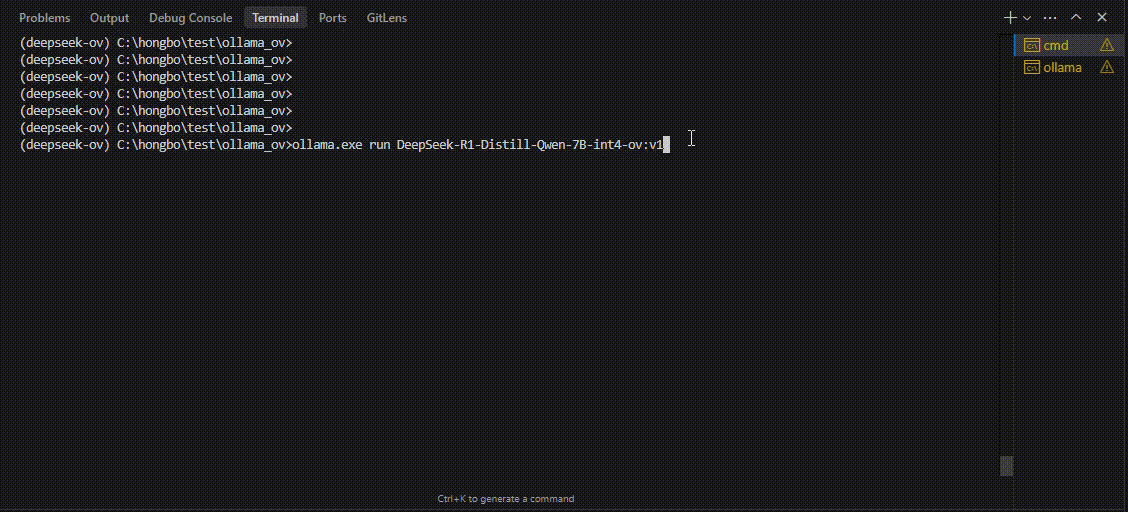 Problems Output Debug Console Terminal Ports GitLens
(deepseek-ov) C:\hongbo\test\ollama_ov>
(deepseek-ov) C:\hongbo\test\ollama_ov>
(deepseek-ov) C:\hongbo\test\ollama_ov>
(deepseek-ov) C:\hongbo\test\ollama_ov>
(deepseek-ov) C:\hongbo\test\ollama_ov>
(deepseek-ov) C:\hongbo\test\ollama_ov>
(deepseek-ov) C:\hongbo\test\ollama_ov>ollama.exe run DeepSeek-R1-Distill-Qwen-7B-int4-ov:v1
cmd
ollama
Ctrl+K to generate a command